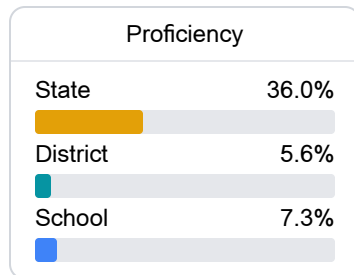 Proficiency
State 36.0%
District 5.6%
School 7.3%